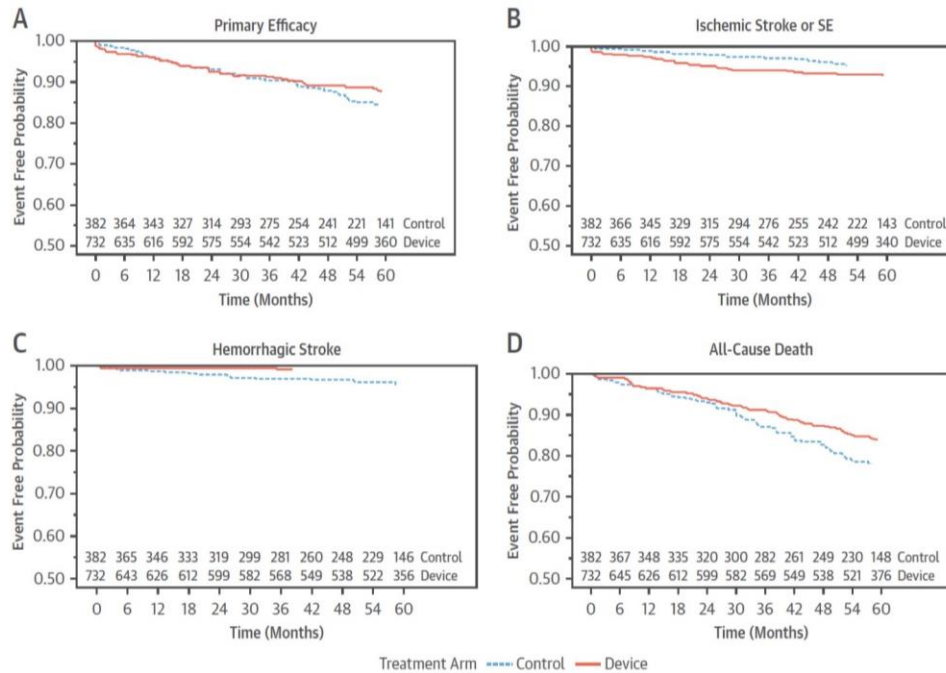 A
Primary Efficacy
1.00
0.90
0.80
0.70
0.60
0.50
Event Free Probability
382 364 343 327 314 293 275 254 241 221 141 Control
732 635 616 592 575 554 542 523 512 499 360 Device
0 6 12 18 24 30 36 42 48 54 60
Time (Months)
B
Ischemic Stroke or SE
1.00
0.90
0.80
0.70
0.60
0.50
Event Free Probability
382 366 345 329 315 294 276 255 242 222 143 Control
732 635 616 592 575 554 542 523 512 499 340 Device
0 6 12 18 24 30 36 42 48 54 60
Time (Months)
C
Hemorrhagic Stroke
1.00
0.90
0.80
0.70
0.60
0.50
Event Free Probability
382 365 346 333 319 299 281 260 248 229 146 Control
732 643 626 612 599 582 568 549 538 522 356 Device
0 6 12 18 24 30 36 42 48 54 60
Time (Months)
D
All-Cause Death
1.00
0.90
0.80
0.70
0.60
0.50
Event Free Probability
382 367 348 335 320 300 282 261 249 230 148 Control
732 645 626 612 599 582 569 549 538 521 376 Device
0 6 12 18 24 30 36 42 48 54 60
Time (Months)
Treatment Arm Control Device